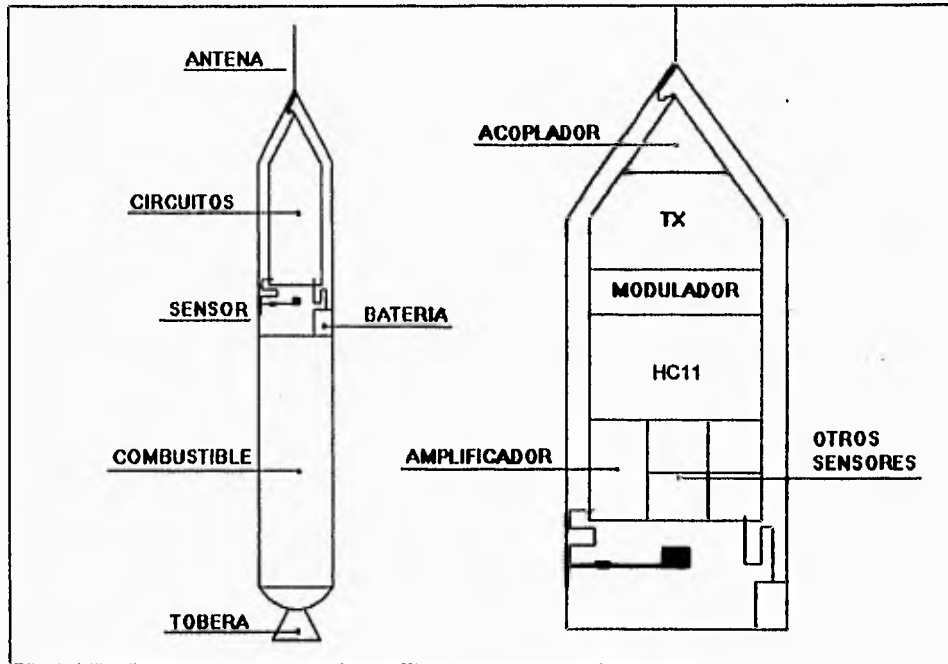 ANTENA
CIRCUITOS
SENSOR
BATERIA
COMBUSTIBLE
TOBERA
ACOPLADOR
TX
MODULADOR
HC11
AMPLIFICADOR
OTROS
SENSORES